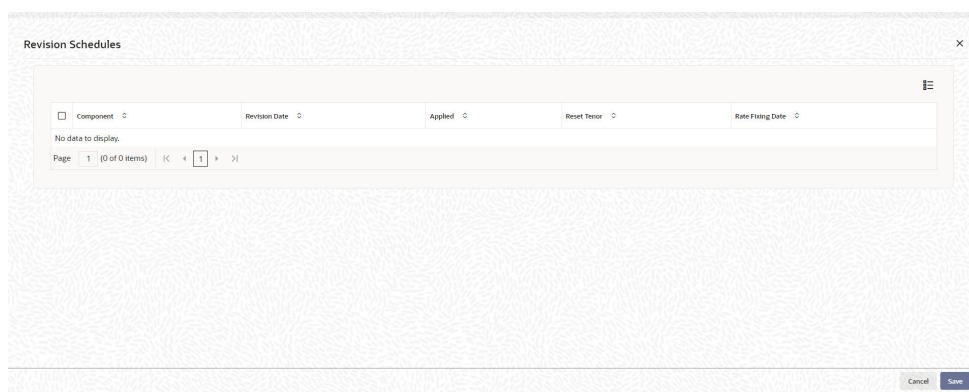 Revision Schedules
Component Revision Date Applied Reset Tenor Rate Fixing Date
No data to display.
Page 1 (0 of 0 items) 1
Cancel Save